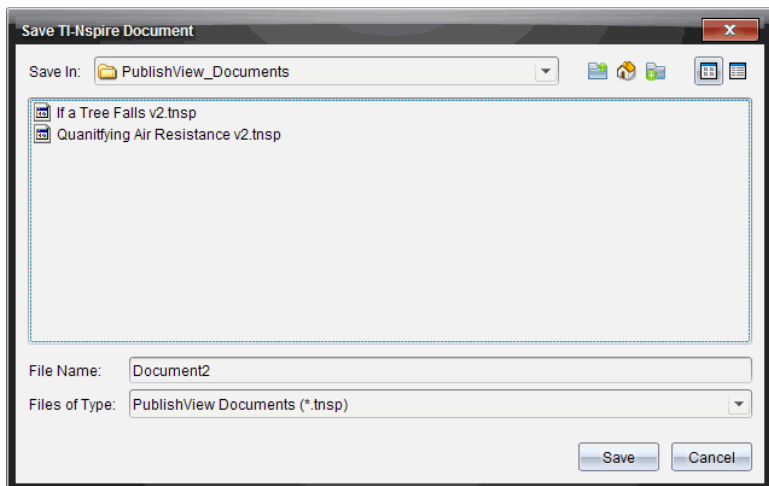 Save TI-Nspire Document
Save In: PublishView_Documents
If a Tree Falls v2.tnsp
Quanitfying Air Resistance v2.tnsp
File Name: Document2
Files of Type: PublishView Documents (*.tnsp)
Save Cancel